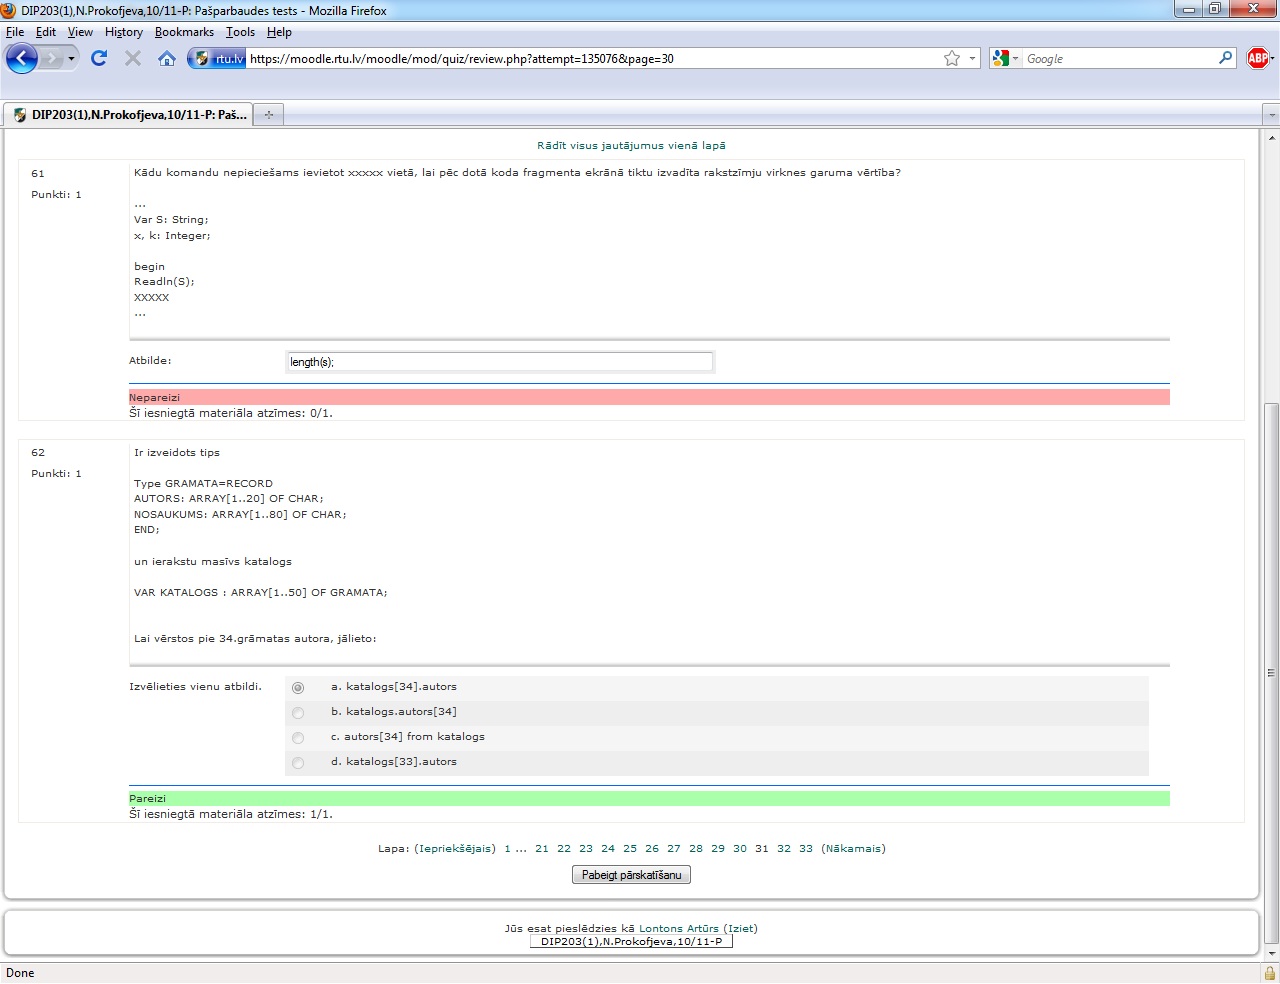 DIP203(1),N.Prokofjeva,10/11-P: Pašparbaudes tests - Mozilla Firefox
File Edit View History Bookmarks Tools Help
rtu.lv https://moodle.rtu.lv/moodle/mod/quiz/review.php?attempt=135076&page=30 Google ABP
DIP203(1),N.Prokofjeva,10/11-P: Paš...
Rādīt visus jautājumus vienā lapā
61
Punkti: 1
Kādu komandu nepieciešams ievietot xxxxx vietā, lai pēc dotā koda fragmenta ekrānā tiktu izvadīta rakstzīmju virknes garuma vērtība?
...
Var S: String;
x, k: Integer;
begin
Readln(S);
XXXXX
...
Atbilde: length(s);
Nepareizi
Šī iesniegtā materiāla atzīmes: 0/1.
62
Punkti: 1
Ir izveidots tips
Type GRAMATA=RECORD
AUTORS: ARRAY[1..20] OF CHAR;
NOSAUKUMS: ARRAY[1..80] OF CHAR;
END;
un ierakstu masīvs katalogs
VAR KATALOGS : ARRAY[1..50] OF GRAMATA;
Lai vērstos pie 34.grāmatas autora, jālieto:
Izvēlieties vienu atbildi.
a. katalogs[34].autors
b. katalogs.autors[34]
c. autors[34] from katalogs
d. katalogs[33].autors
Pareizi
Šī iesniegtā materiāla atzīmes: 1/1.
Lapa: (Iepriekšējais) 1 ... 21 22 23 24 25 26 27 28 29 30 31 32 33 (Nākamais)
Pabeigt pārskatīšanu
Jūs esat pieslēdzies kā Lontons Artūrs (Iziet)
DIP203(1),N.Prokofjeva,10/11-P
Done